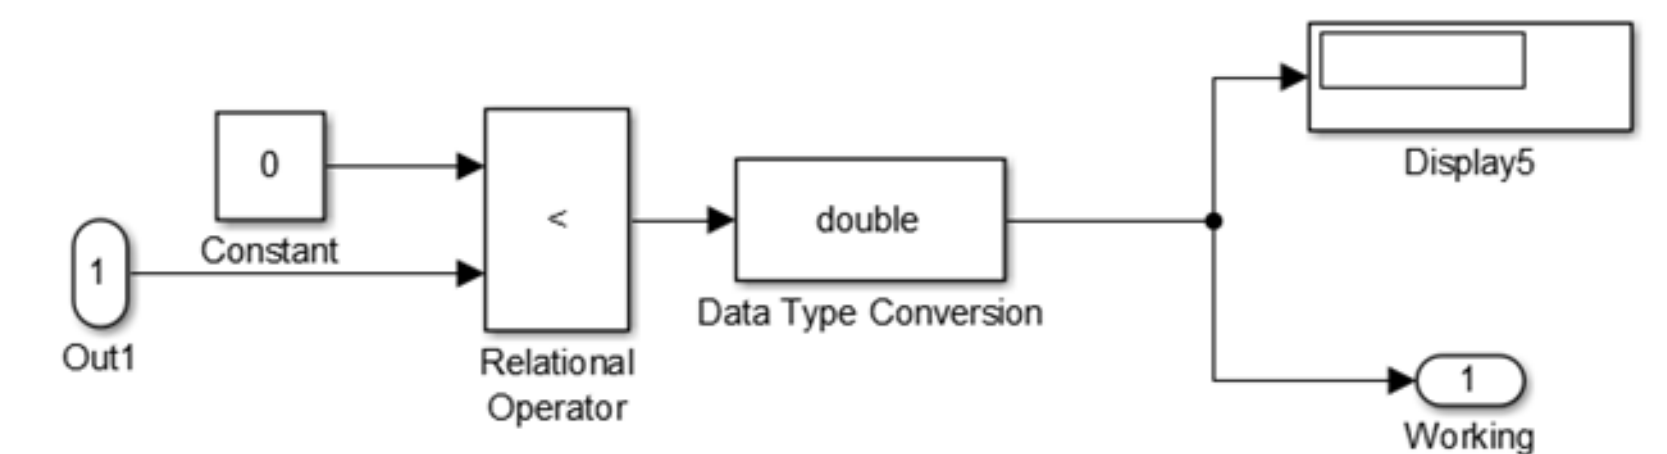 0
Constant
1
Out1
<
Relational
Operator
double
Data Type Conversion
Display5
1
Working